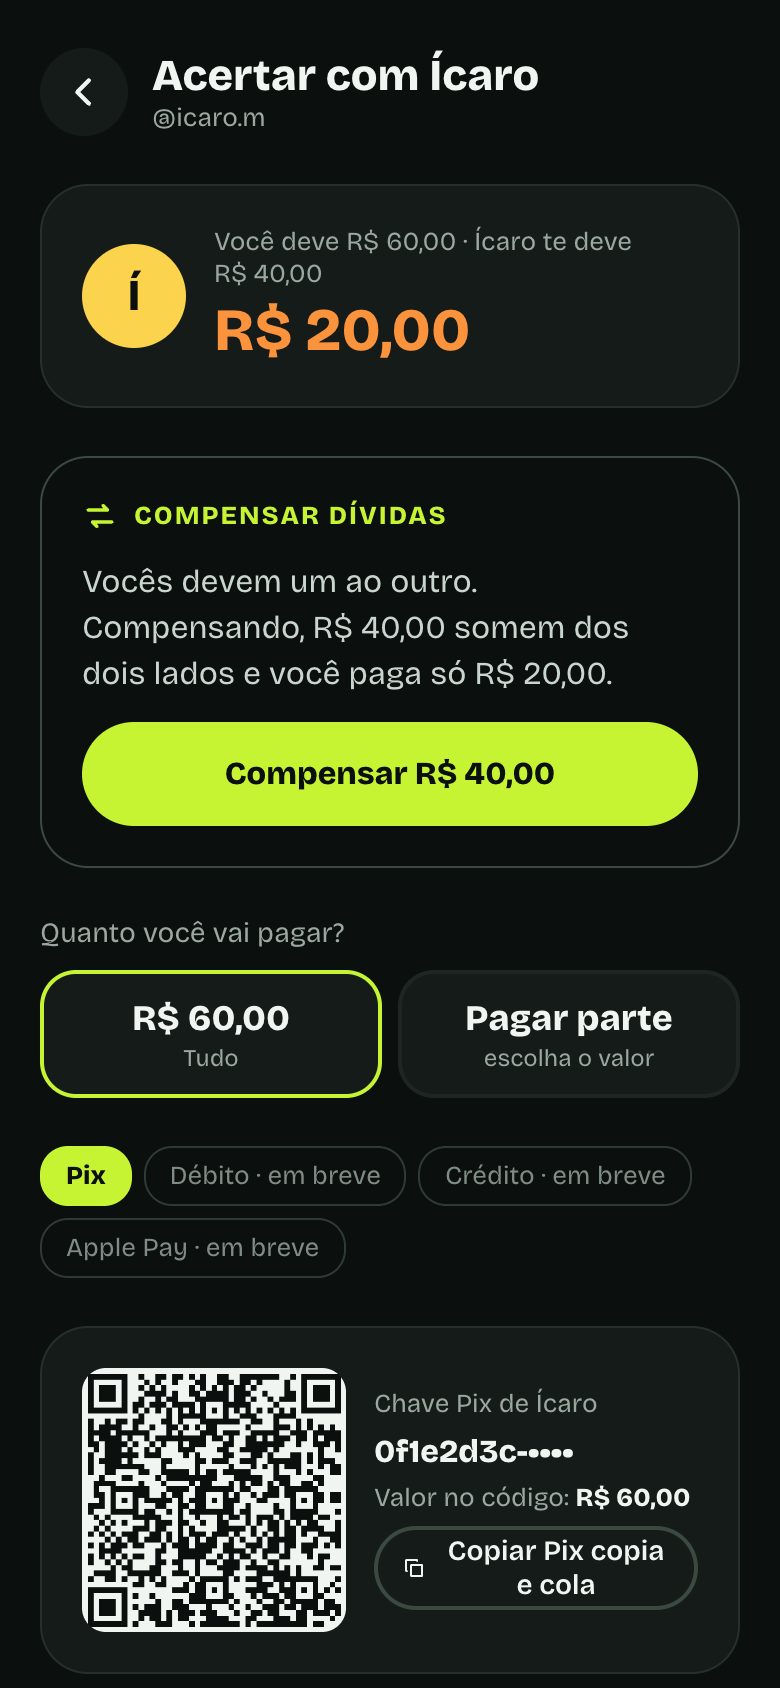 Acertar com Ícaro
@icaro.m
Í
Você deve R$ 60,00 · Ícaro te deve
R$ 40,00
R$ 20,00
COMPENSAR DÍVIDAS
Vocês devem um ao outro.
Compensando, R$ 40,00 somem dos
dois lados e você paga só R$ 20,00.
Compensar R$ 40,00
Quanto você vai pagar?
R$ 60,00
Tudo
Pagar parte
escolha o valor
Pix
Débito · em breve
Crédito · em breve
Apple Pay · em breve
Chave Pix de Ícaro
0f1e2d3c-••••
Valor no código: R$ 60,00
Copiar Pix copia
e cola